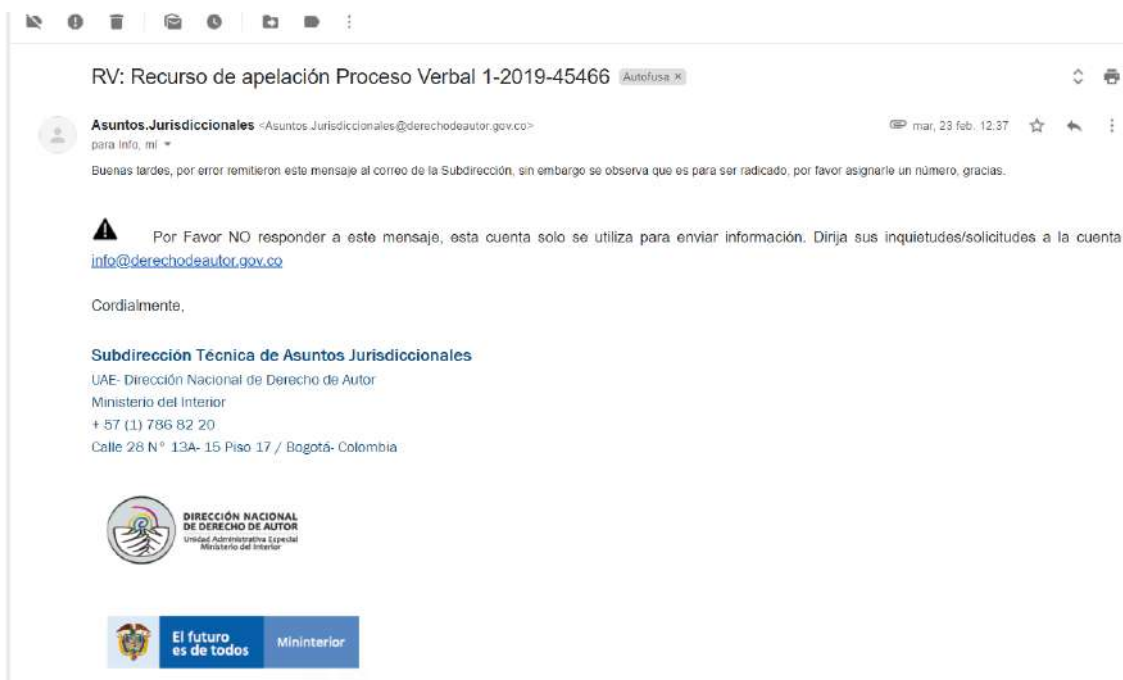 RV: Recurso de apelación Proceso Verbal 1-2019-45466 Autofusa ×
Asuntos.Jurisdiccionales <Asuntos.Jurisdiccionales@derechodeautor.gov.co> mar, 23 feb. 12:37
para Info, mí
Buenas tardes, por error remitieron este mensaje al correo de la Subdirección, sin embargo se observa que es para ser radicado, por favor asignarle un número, gracias.
Por Favor NO responder a este mensaje, esta cuenta solo se utiliza para enviar información. Dirija sus inquietudes/solicitudes a la cuenta
info@derechodeautor.gov.co
Cordialmente,
Subdirección Técnica de Asuntos Jurisdiccionales
UAE- Dirección Nacional de Derecho de Autor
Ministerio del Interior
+ 57 (1) 786 82 20
Calle 28 N° 13A- 15 Piso 17 / Bogotá- Colombia
DIRECCIÓN NACIONAL
DE DERECHO DE AUTOR
Unidad Administrativa Especial
Ministerio del Interior
El futuro
es de todos
Mininterior